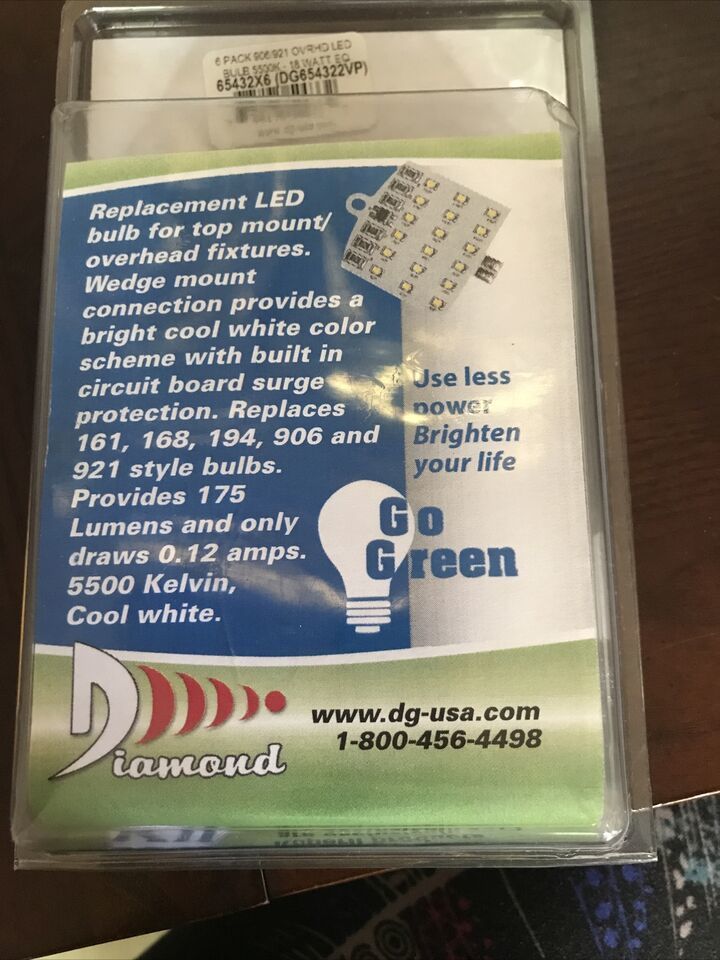 6 PACK 906/921 OVRHD LED
BULB 5500K - 18 WATT EQ
65432X6 (DG654322VP)
Replacement LED
bulb for top mount/
overhead fixtures.
Wedge mount
connection provides a
bright cool white color
scheme with built in
circuit board surge
protection. Replaces
161, 168, 194, 906 and
921 style bulbs.
Provides 175
Lumens and only
draws 0.12 amps.
5500 Kelvin,
Cool white.
Use less
power
Brighten
your life
Go
Green
Diamond
www.dg-usa.com
1-800-456-4498